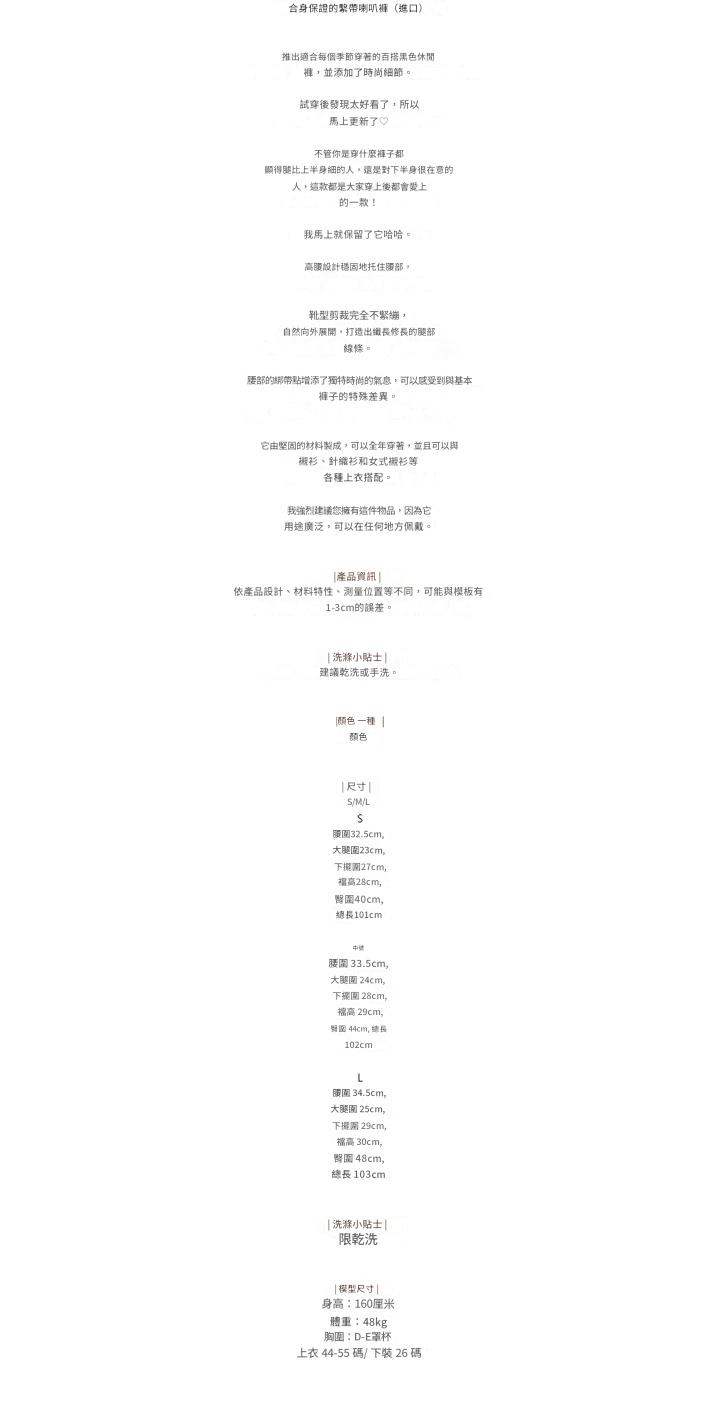 合身保證的繫帶喇叭褲（進口）
推出適合每個季節穿著的百搭黑色休閒
褲，並添加了時尚細節。
試穿後發現太好看了，所以
馬上更新了♡
不管你是穿什麼褲子都
顯得腿比上半身細的人，還是對下半身很在意的
人，這款都是大家穿上後都會愛上
的一款！
我馬上就保留了它哈哈。
高腰設計穩固地托住腰部，
靴型剪裁完全不緊繃，
自然向外展開，打造出纖長修長的腿部
線條。
腰部的綁帶點增添了獨特時尚的氣息，可以感受到與基本
褲子的特殊差異。
它由堅固的材料製成，可以全年穿著，並且可以與
襯衫、針織衫和女式襯衫等
各種上衣搭配。
我強烈建議您擁有這件物品，因為它
用途廣泛，可以在任何地方佩戴。
|產品資訊|
依產品設計、材料特性、測量位置等不同，可能與模板有
1-3cm的誤差。
| 洗滌小貼士 |
建議乾洗或手洗。
|顏色 一種 |
顏色
| 尺寸 |
S/M/L
S
腰圍32.5cm,
大腿圍23cm,
下擺圍27cm,
襠高28cm,
臀圍40cm,
總長101cm
中號
腰圍 33.5cm,
大腿圍 24cm,
下擺圍 28cm,
襠高 29cm,
臀圍 44cm, 總長
102cm
L
腰圍 34.5cm,
大腿圍 25cm,
下擺圍 29cm,
襠高 30cm,
臀圍 48cm,
總長 103cm
| 洗滌小貼士 |
限乾洗
|模型尺寸|
身高：160厘米
體重：48kg
胸圍：D-E罩杯
上衣 44-55 碼/ 下裝 26 碼